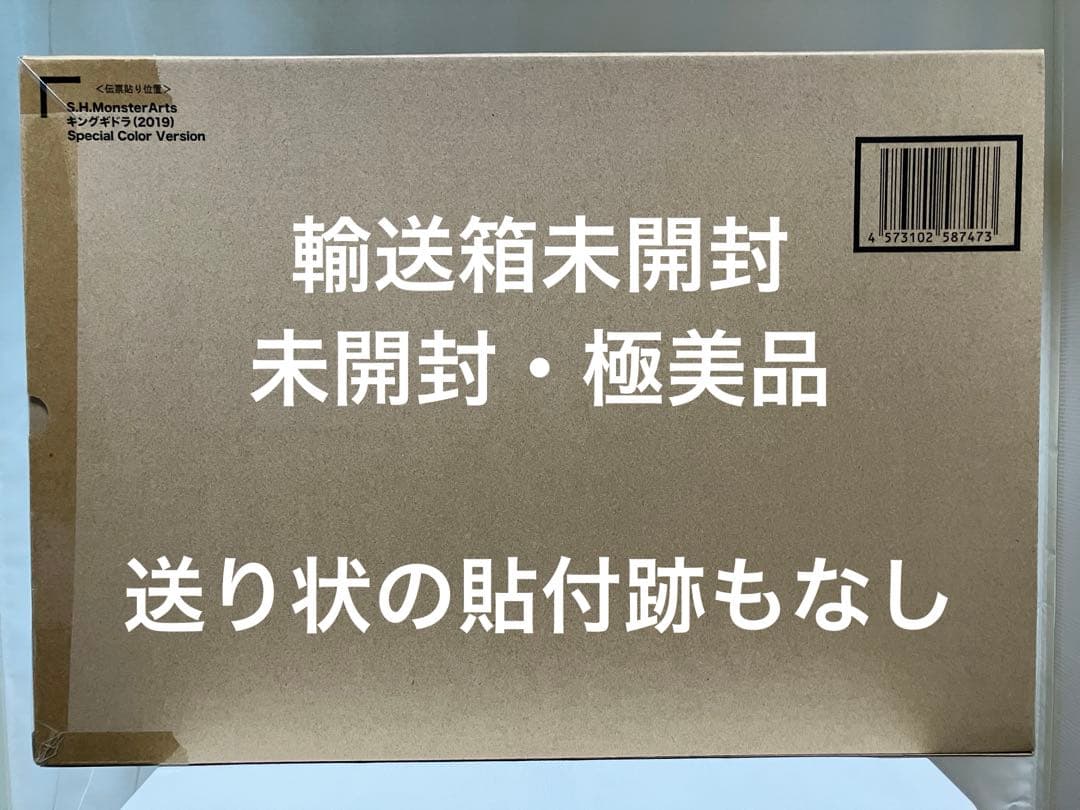 <伝票貼り位置>
S.H.MonsterArts
キングギドラ(2019)
Special Color Version
4 573102 587473
輸送箱未開封
未開封・極美品
送り状の貼付跡もなし